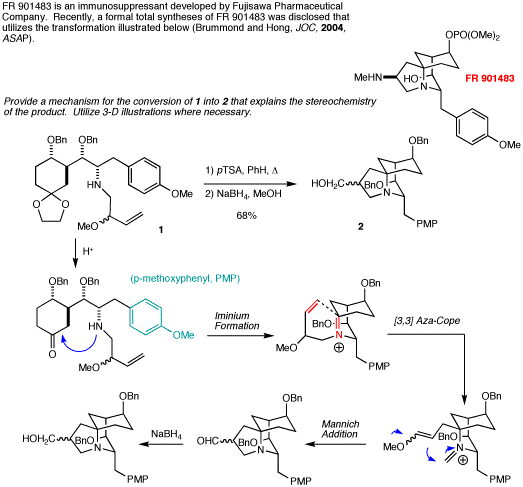 FR 901483 is an immunosuppressant developed by Fujisawa Pharmaceutical
Company. Recently, a formal total syntheses of FR 901483 was disclosed that
utilizes the transformation illustrated below (Brummond and Hong, JOC, 2004,
ASAP).
OPO(OMe)₂
HO
MeHN
N
FR 901483
OMe
Provide a mechanism for the conversion of 1 into 2 that explains the stereochemistry
of the product. Utilize 3-D illustrations where necessary.
OBn OBn
HN
OMe
O O
MeO
1
1) pTSA, PhH, Δ
2) NaBH₄, MeOH
68%
OBn
HOH₂C
BnO
N
PMP
2
H⁺
OBn OBn
(p-methoxyphenyl, PMP)
HN
OMe
O
MeO
Iminium
Formation
OBn
BnO
N
MeO
PMP
[3,3] Aza-Cope
OBn
HOH₂C
BnO
N
PMP
NaBH₄
OBn
OHC
BnO
N
PMP
Mannich
Addition
OBn
BnO
MeO
N
PMP